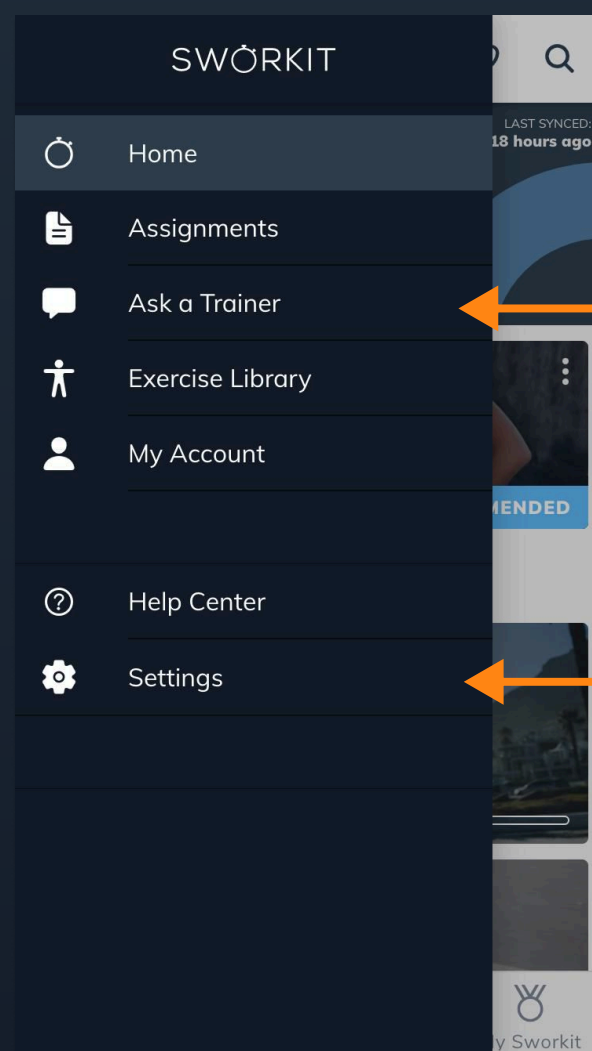 SWORKIT
LAST SYNCED:
18 hours ago
Home
Assignments
Ask a Trainer
Exercise Library
My Account
MENDED
Help Center
Settings
y Sworkit